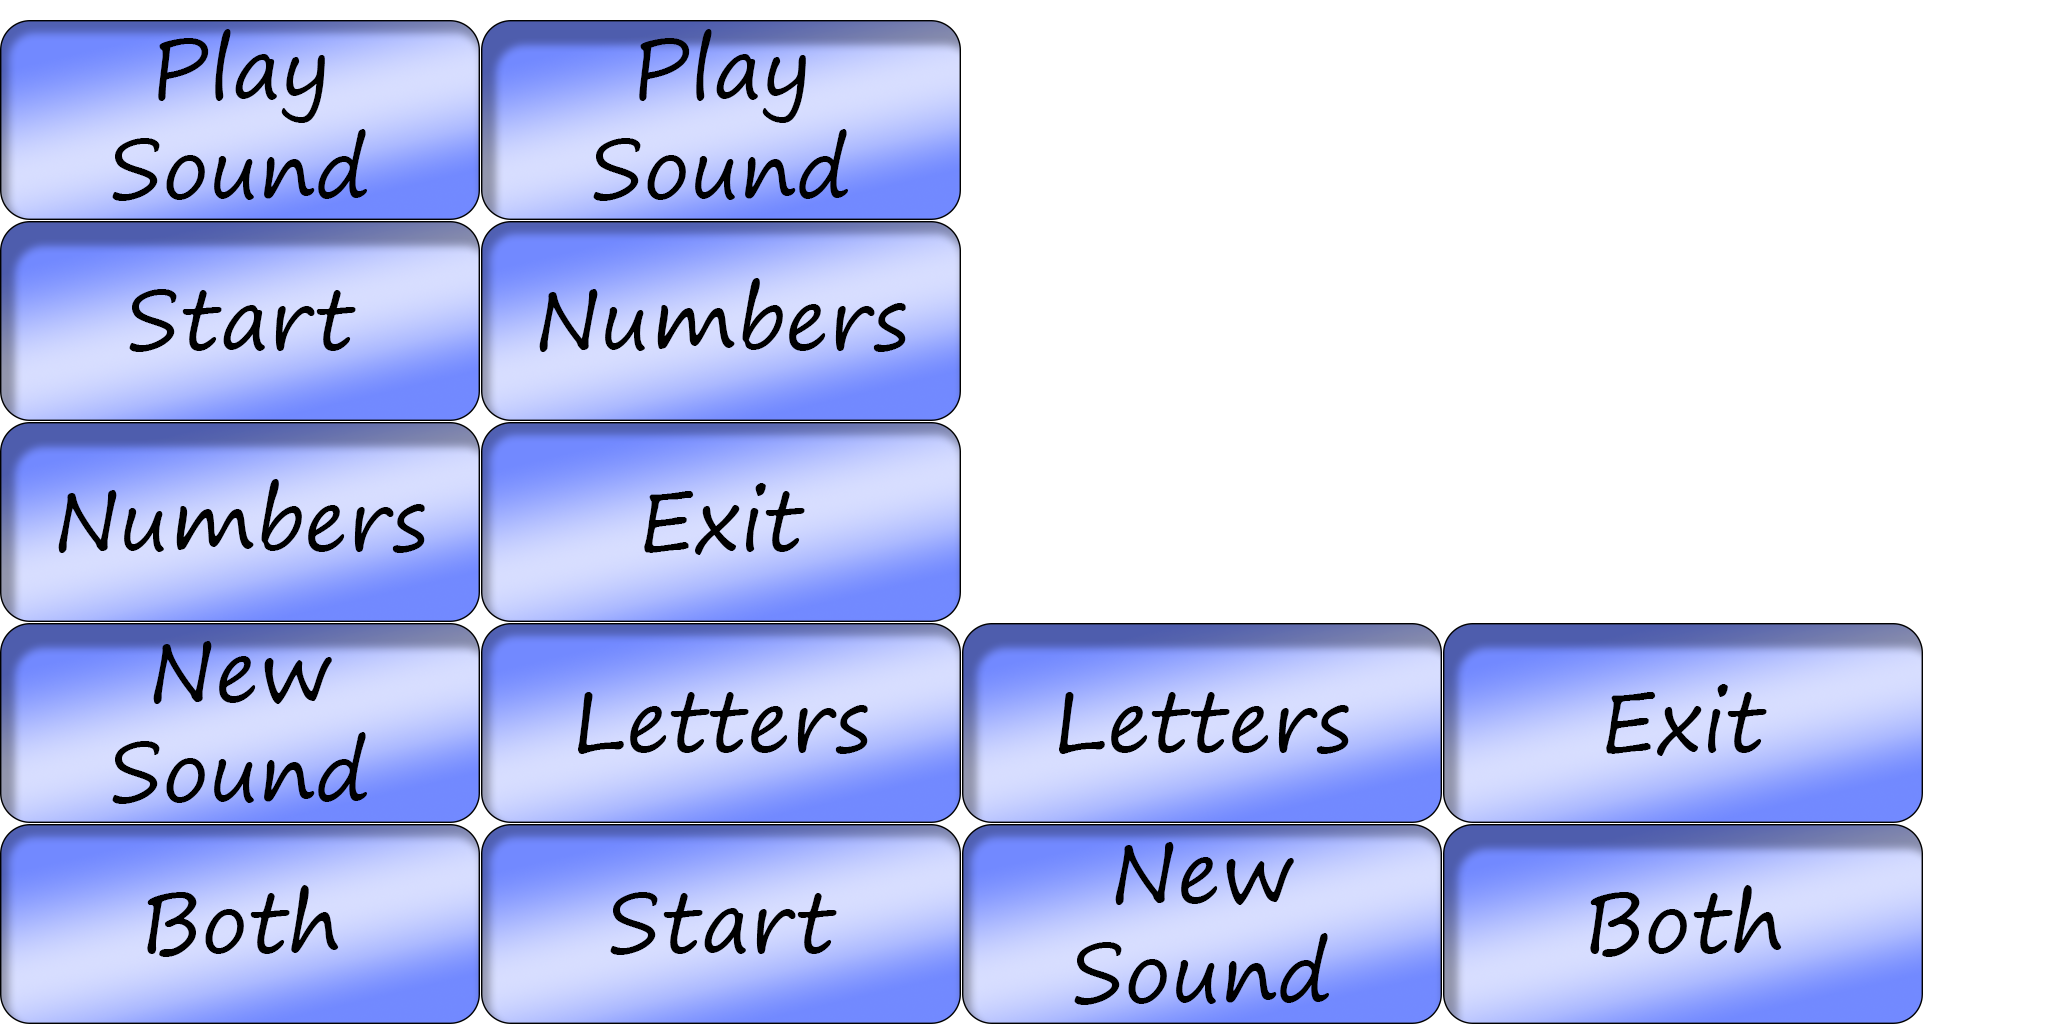 Play
Sound
Play
Sound
Start
Numbers
Numbers
Exit
New
Sound
Letters
Letters
Exit
Both
Start
New
Sound
Both